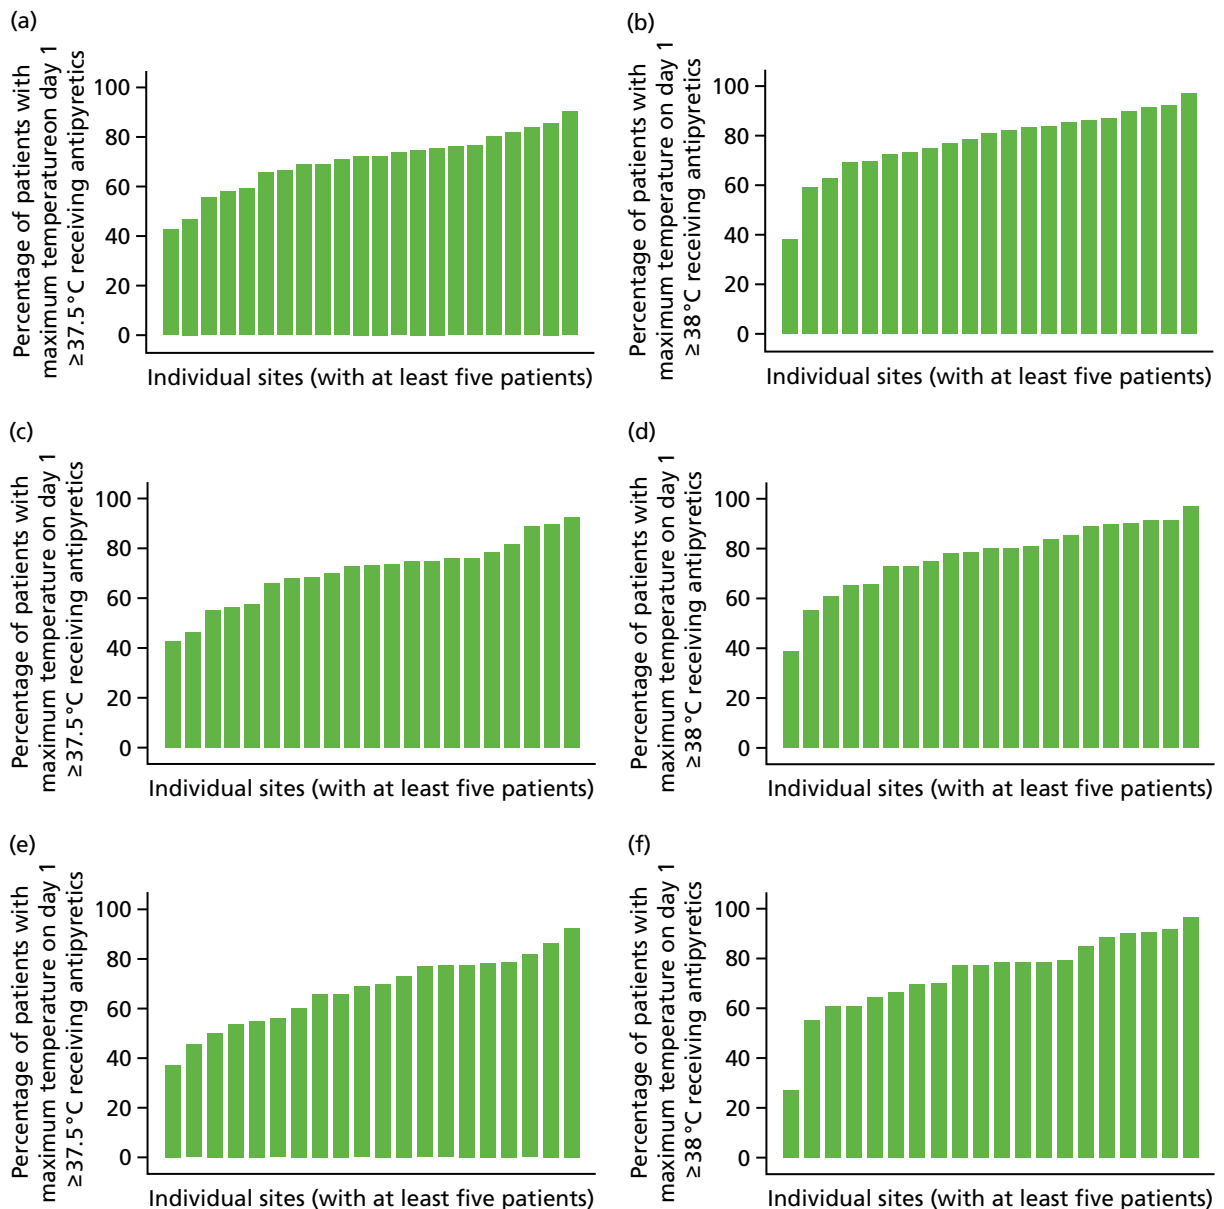 (a)
Percentage of patients with
maximum temperatureon day 1
≥37.5°C receiving antipyretics
100
80
60
40
20
0
Individual sites (with at least five patients)
(b)
Percentage of patients with
maximum temperature on day 1
≥38°C receiving antipyretics
100
80
60
40
20
0
Individual sites (with at least five patients)
(c)
Percentage of patients with
maximum temperature on day 1
≥37.5°C receiving antipyretics
100
80
60
40
20
0
Individual sites (with at least five patients)
(d)
Percentage of patients with
maximum temperature on day 1
≥38°C receiving antipyretics
100
80
60
40
20
0
Individual sites (with at least five patients)
(e)
Percentage of patients with
maximum temperature on day 1
≥37.5°C receiving antipyretics
100
80
60
40
20
0
Individual sites (with at least five patients)
(f)
Percentage of patients with
maximum temperature on day 1
≥38°C receiving antipyretics
100
80
60
40
20
0
Individual sites (with at least five patients)